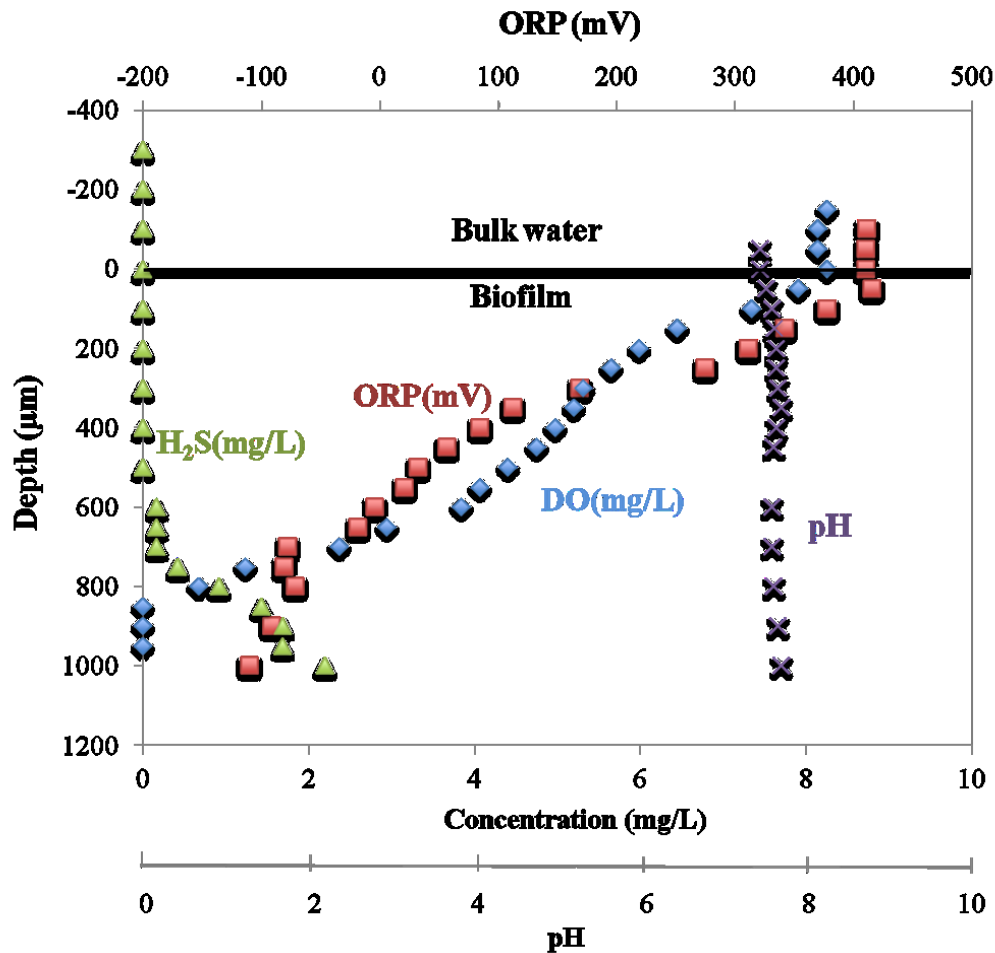 ORP (mV)
-200 -100 0 100 200 300 400 500
-400
-200
0
200
400
600
800
1000
1200
Depth (µm)
Bulk water
Biofilm
ORP(mV)
H₂S(mg/L)
DO(mg/L)
pH
0 2 4 6 8 10
Concentration (mg/L)
0 2 4 6 8 10
pH